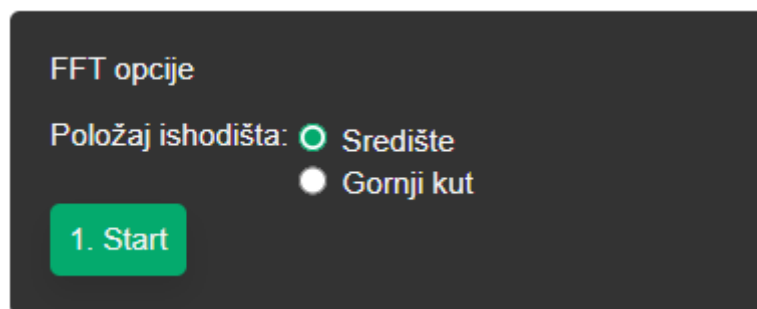 FFT opcije
Položaj ishodišta: Središte
Gornji kut
1. Start